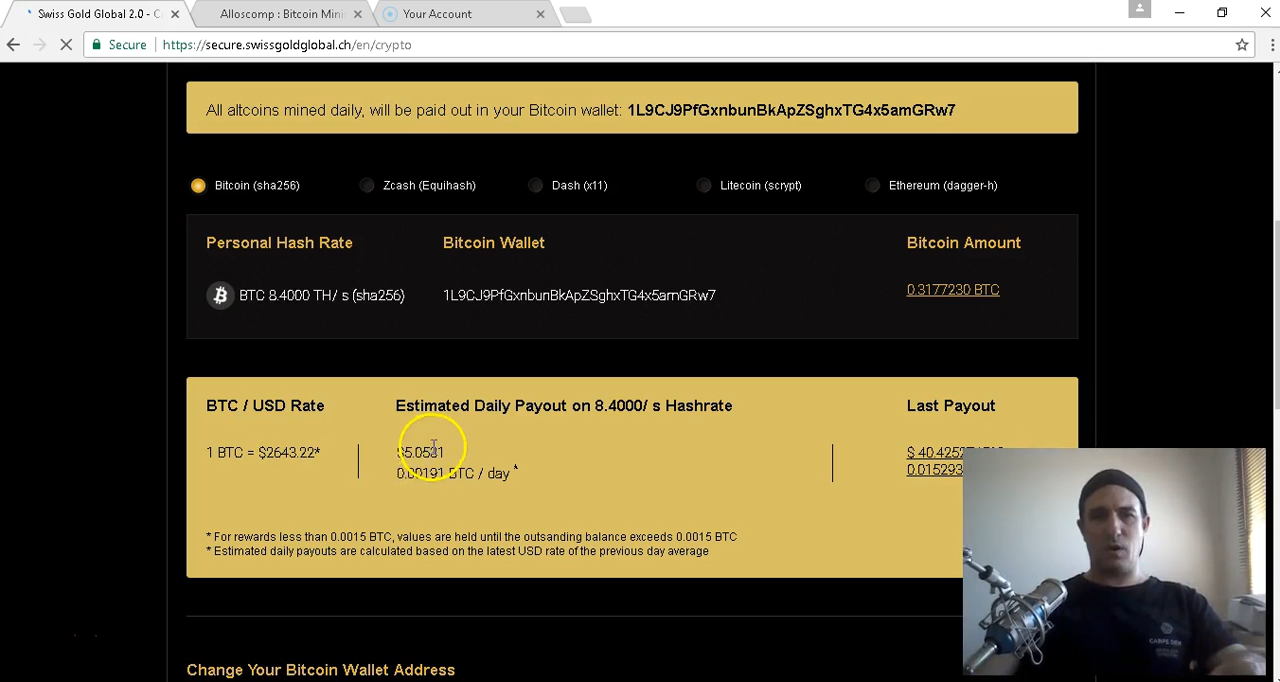 Swiss Gold Global 2.0 - C
Alloscomp : Bitcoin Mini
Your Account
Secure
https://secure.swissgoldglobal.ch/en/crypto
All altcoins mined daily, will be paid out in your Bitcoin wallet: 1L9CJ9PfGxnbunBkApZSghxTG4x5amGRw7
Bitcoin (sha256)
Zcash (Equihash)
Dash (x11)
Litecoin (scrypt)
Ethereum (dagger-h)
Personal Hash Rate
Bitcoin Wallet
Bitcoin Amount
BTC 8.4000 TH/ s (sha256)
1L9CJ9PfGxnbunBkApZSghxTG4x5amGRw7
0.3177230 BTC
BTC / USD Rate
Estimated Daily Payout on 8.4000/ s Hashrate
Last Payout
1 BTC = $2643.22*
$5.0531
0.00191 BTC / day *
0.015293
* For rewards less than 0.0015 BTC, values are held until the outsanding balance exceeds 0.0015 BTC
* Estimated daily payouts are calculated based on the latest USD rate of the previous day average
Change Your Bitcoin Wallet Address